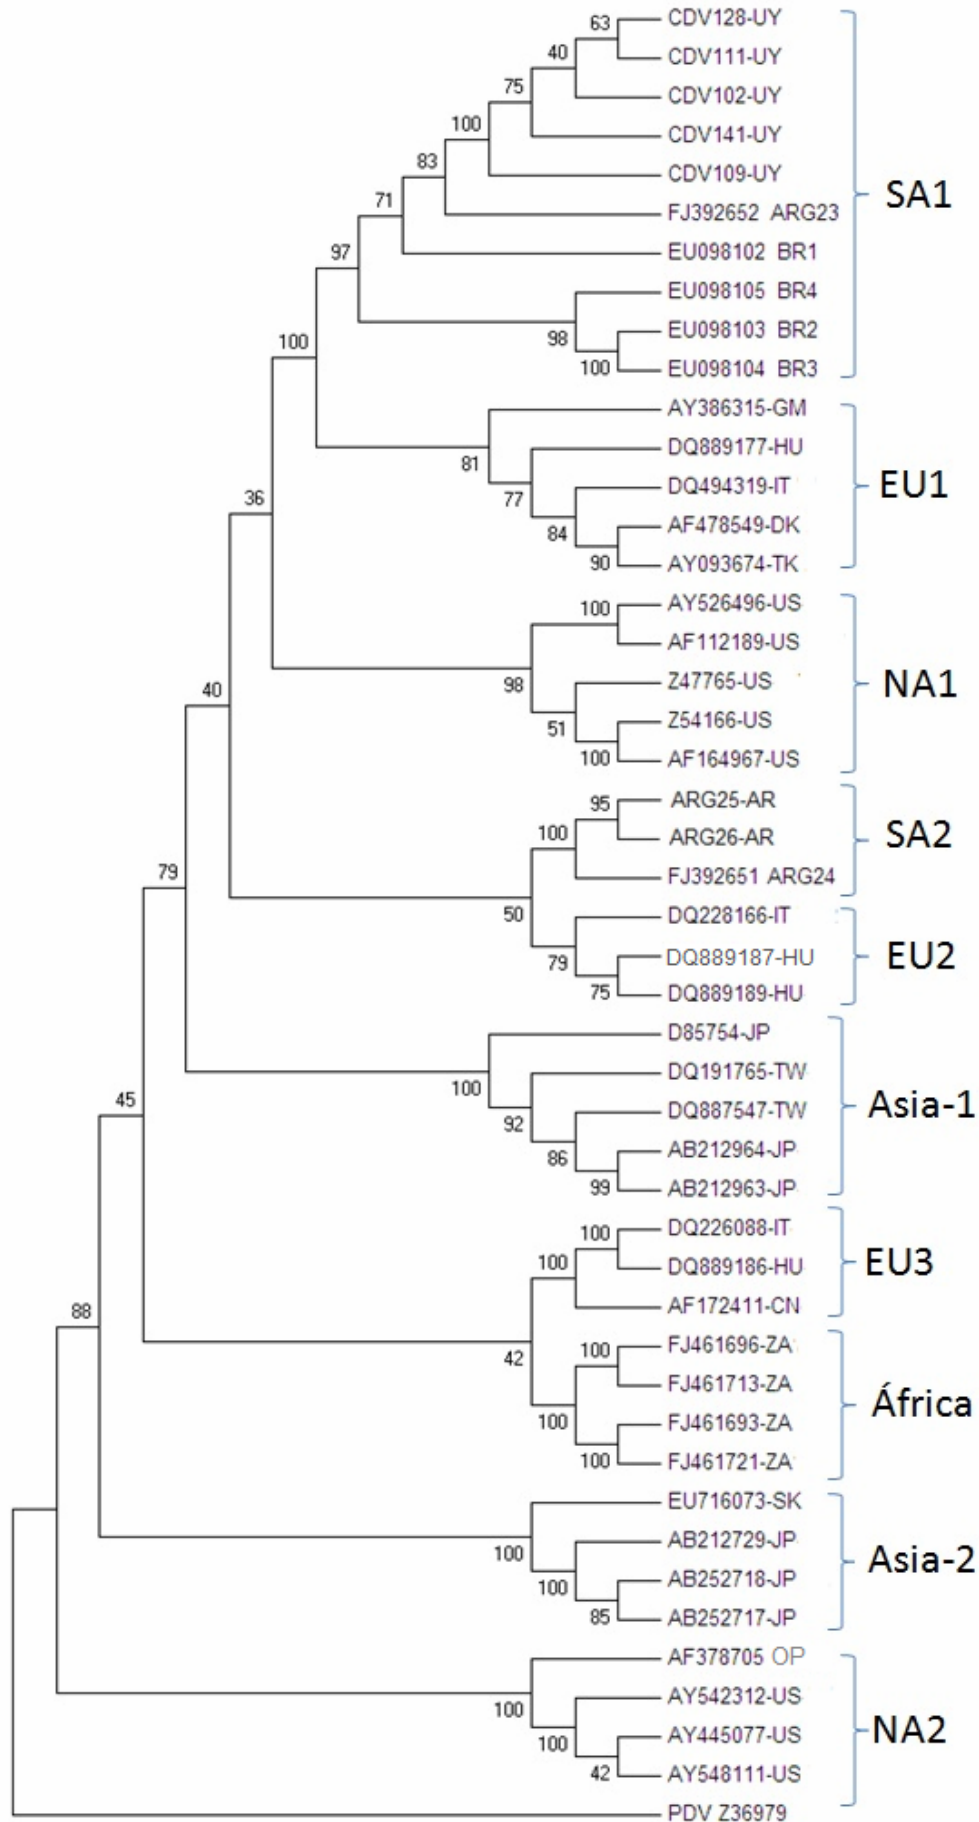 CDV128-UY
63
CDV111-UY
40
CDV102-UY
75
CDV141-UY
100
CDV109-UY
83
SA1
FJ392652 ARG23
71
EU098102 BR1
97
EU098105 BR4
98
EU098103 BR2
100
EU098104 BR3
100
AY386315-GM
81
DQ889177-HU
77
EU1
DQ494319-IT
36
84
AF478549-DK
90
AY093674-TK
100
AY526496-US
AF112189-US
98
Z47765-US
NA1
40
51
Z54166-US
100
AF164967-US
95
ARG25-AR
100
ARG26-AR
SA2
79
FJ392651 ARG24
50
DQ228166-IT
79
DQ889187-HU
EU2
75
DQ889189-HU
D85754-JP
100
DQ191765-TW
45
92
DQ887547-TW
Asia-1
86
AB212964-JP
99
AB212963-JP
100
DQ226088-IT
100
DQ889186-HU
EU3
AF172411-CN
88
42
100
FJ461696-ZA
FJ461713-ZA
África
100
FJ461693-ZA
100
FJ461721-ZA
EU716073-SK
100
AB212729-JP
Asia-2
100
AB252718-JP
85
AB252717-JP
AF378705 OP
100
AY542312-US
100
AY445077-US
NA2
42
AY548111-US
PDV Z36979